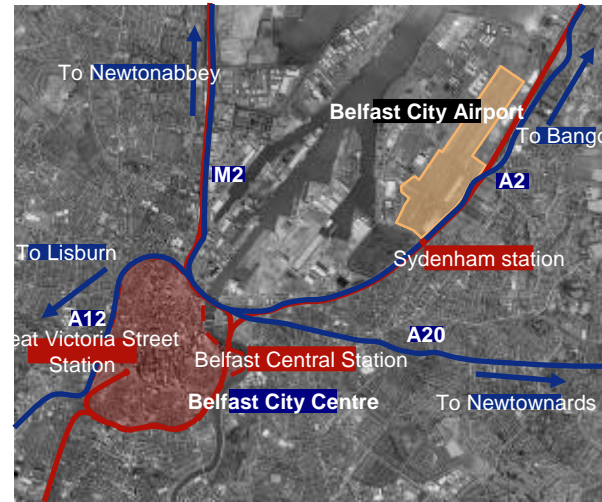 To Newtonabbey
Belfast City Airport
To Bango
M2
A2
To Lisburn
Sydenham station
A12
A20
eat Victoria Street
Station
Belfast Central Station
Belfast City Centre
To Newtownards